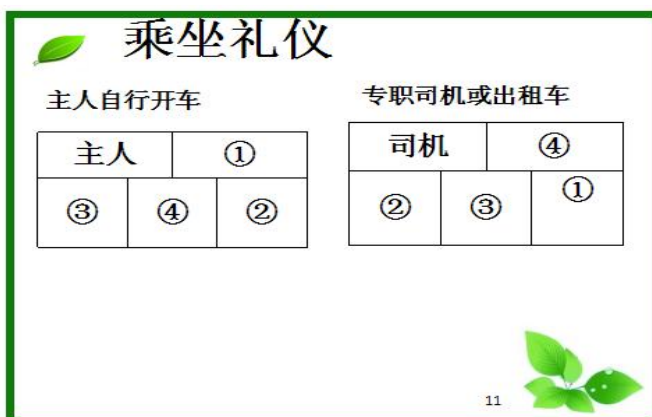 乘坐礼仪
主人自行开车
专职司机或出租车
主人 ①
③ ④ ②
司机 ④
② ③ ①
11